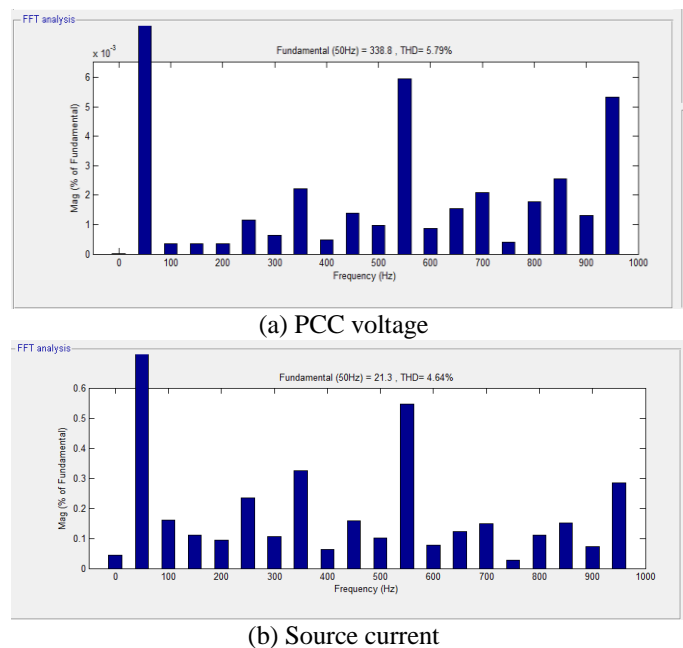 FFT analysis
Fundamental (50Hz) = 338.8 , THD= 5.79%
x 10^-3
6
5
4
3
2
1
0
Mag (% of Fundamental)
0 100 200 300 400 500 600 700 800 900 1000
Frequency (Hz)
(a) PCC voltage
FFT analysis
Fundamental (50Hz) = 21.3 , THD= 4.64%
0.6
0.5
0.4
0.3
0.2
0.1
0
Mag (% of Fundamental)
0 100 200 300 400 500 600 700 800 900 1000
Frequency (Hz)
(b) Source current